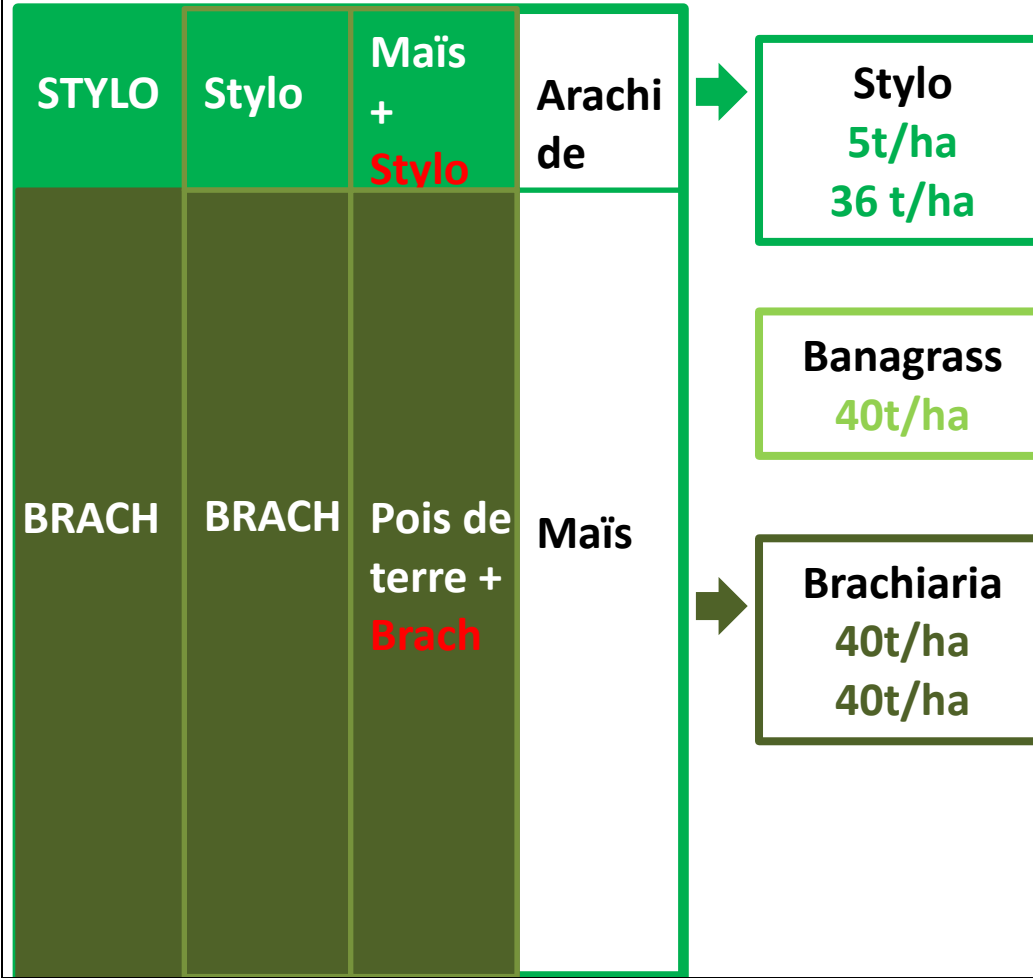 STYLO
Stylo
Maïs
+
Stylo
Arachi
de
Stylo
5t/ha
36 t/ha
Banagrass
40t/ha
BRACH
BRACH
Pois de
terre +
Brach
Maïs
Brachiaria
40t/ha
40t/ha